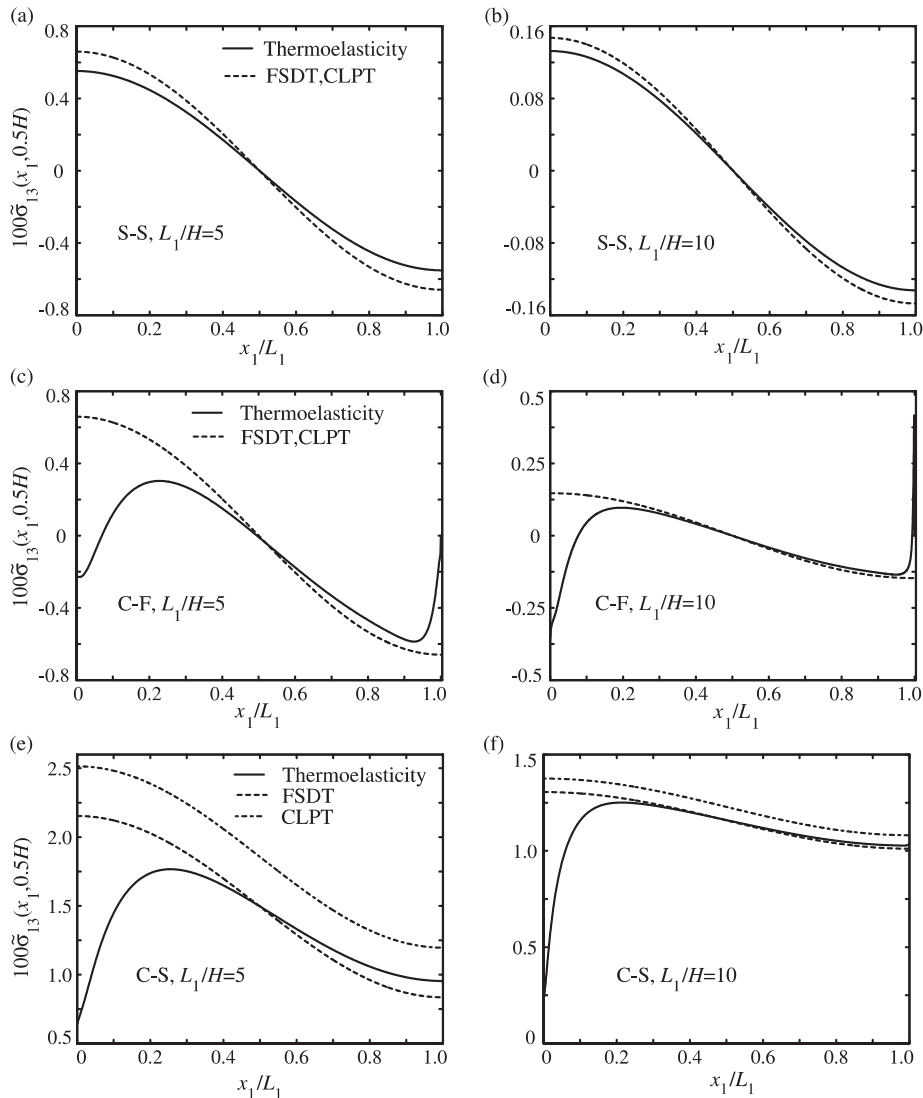 (a)
0.8
0.4
0
-0.4
-0.8
100σ̃₁₃(x₁,0.5H)
Thermoelasticity
FSDT,CLPT
S-S, L₁/H=5
0 0.2 0.4 0.6 0.8 1.0
x₁/L₁
(b)
0.16
0.08
0
-0.08
-0.16
S-S, L₁/H=10
0 0.2 0.4 0.6 0.8 1.0
x₁/L₁
(c)
0.8
0.4
0
-0.4
-0.8
100σ̃₁₃(x₁,0.5H)
Thermoelasticity
FSDT,CLPT
C-F, L₁/H=5
0 0.2 0.4 0.6 0.8 1.0
x₁/L₁
(d)
0.5
0.25
0
-0.25
-0.5
C-F, L₁/H=10
0 0.2 0.4 0.6 0.8 1.0
x₁/L₁
(e)
2.5
2.0
1.5
1.0
0.5
100σ̃₁₃(x₁,0.5H)
Thermoelasticity
FSDT
CLPT
C-S, L₁/H=5
0 0.2 0.4 0.6 0.8 1.0
x₁/L₁
(f)
1.5
1.0
0.5
0
C-S, L₁/H=10
0 0.2 0.4 0.6 0.8 1.0
x₁/L₁